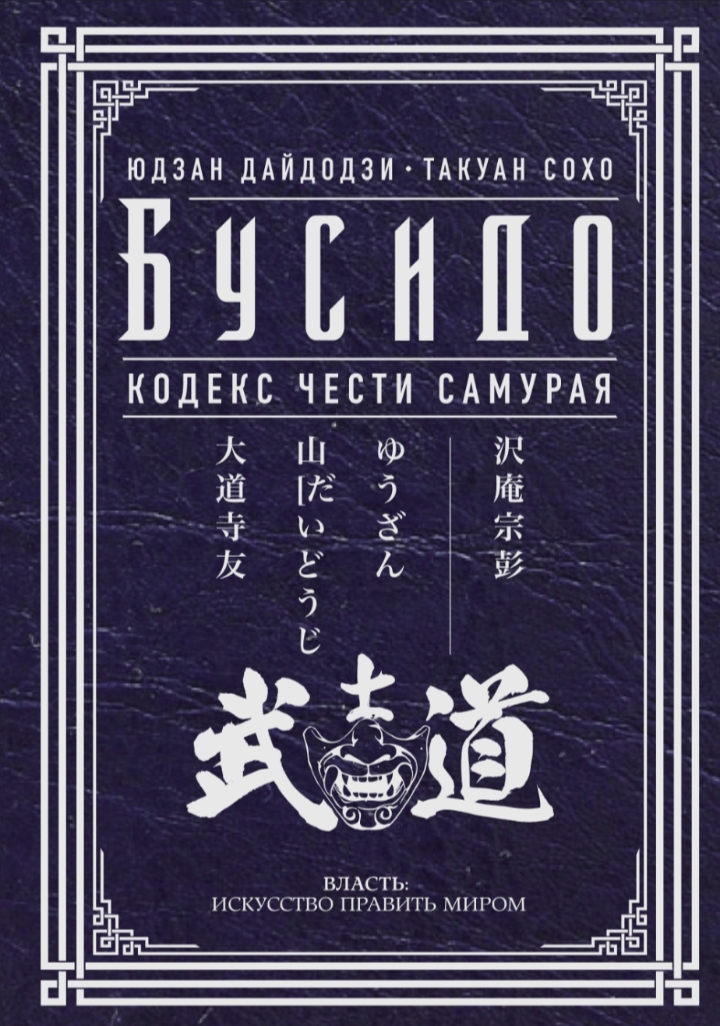 ЮДЗАН ДАЙДОДЗИ · ТАКУАН СОХО
БУСИДО
КОДЕКС ЧЕСТИ САМУРАЯ
大道寺友
山[だいどうじ
ゆうざん
沢庵宗彭
武士道
ВЛАСТЬ:
ИСКУССТВО ПРАВИТЬ МИРОМ